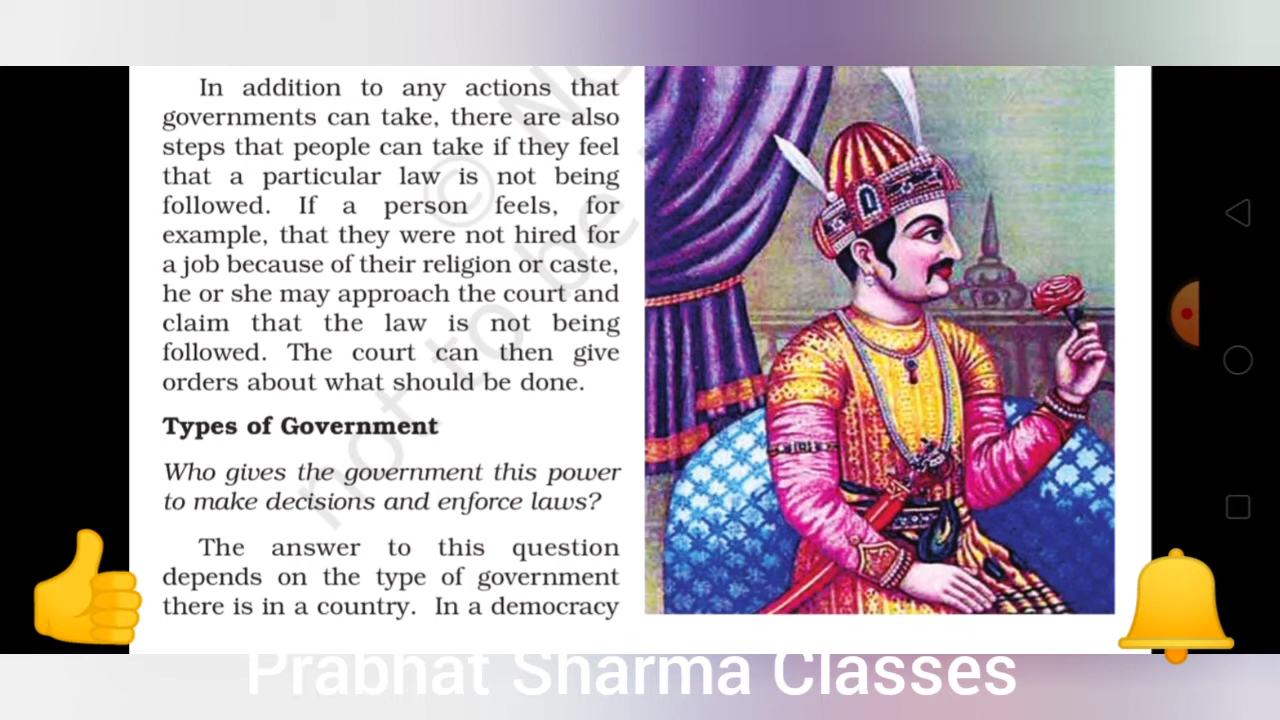 In addition to any actions that
governments can take, there are also
steps that people can take if they feel
that a particular law is not being
followed. If a person feels, for
example, that they were not hired for
a job because of their religion or caste,
he or she may approach the court and
claim that the law is not being
followed. The court can then give
orders about what should be done.
Types of Government
Who gives the government this power
to make decisions and enforce laws?
The answer to this question
depends on the type of government
there is in a country. In a democracy
© NC
not to be
Prabhat Sharma Classes